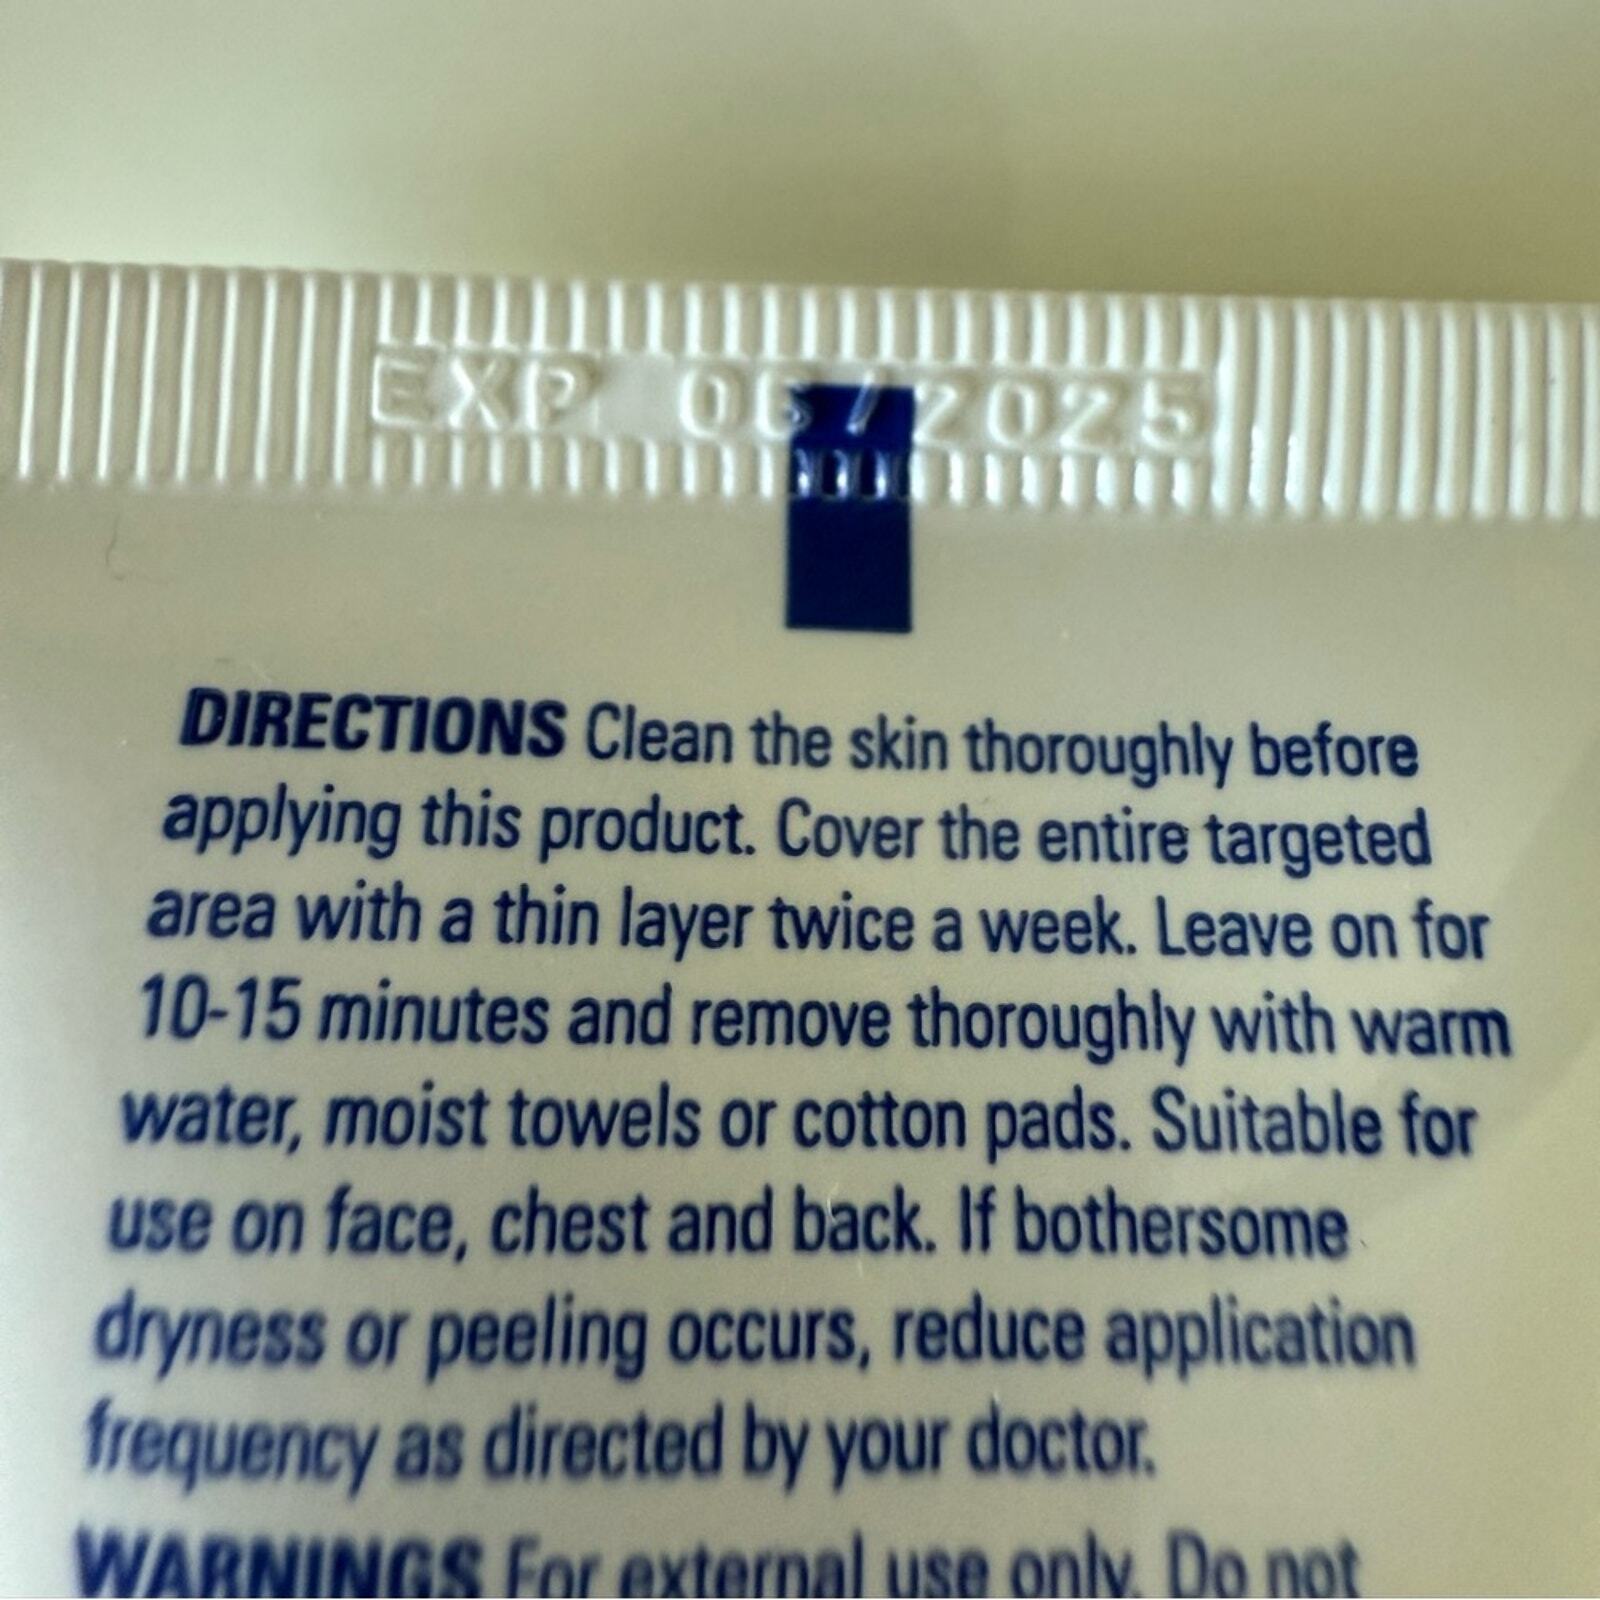 EXP 06/2025
DIRECTIONS Clean the skin thoroughly before
applying this product. Cover the entire targeted
area with a thin layer twice a week. Leave on for
10-15 minutes and remove thoroughly with warm
water, moist towels or cotton pads. Suitable for
use on face, chest and back. If bothersome
dryness or peeling occurs, reduce application
frequency as directed by your doctor.
WARNINGS For external use only. Do not